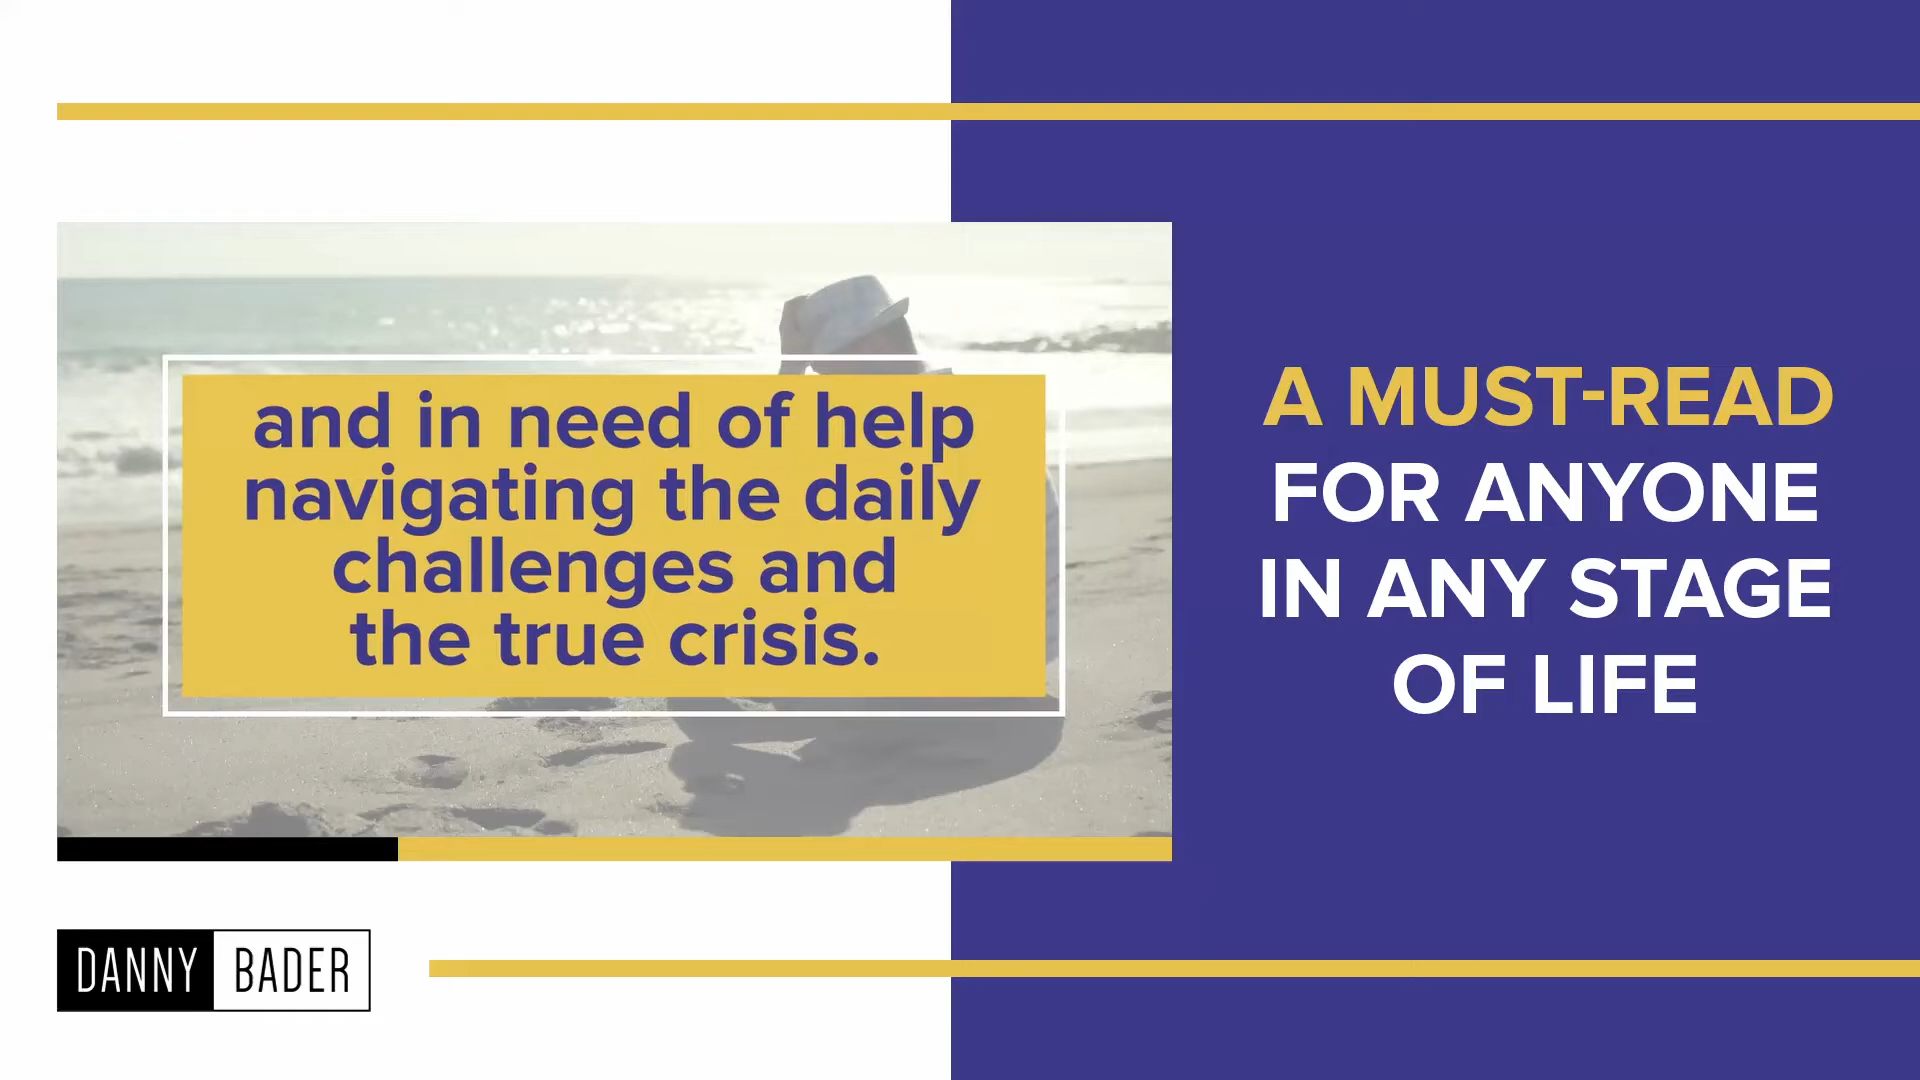 and in need of help
navigating the daily
challenges and
the true crisis.
A MUST-READ
FOR ANYONE
IN ANY STAGE
OF LIFE
DANNY BADER